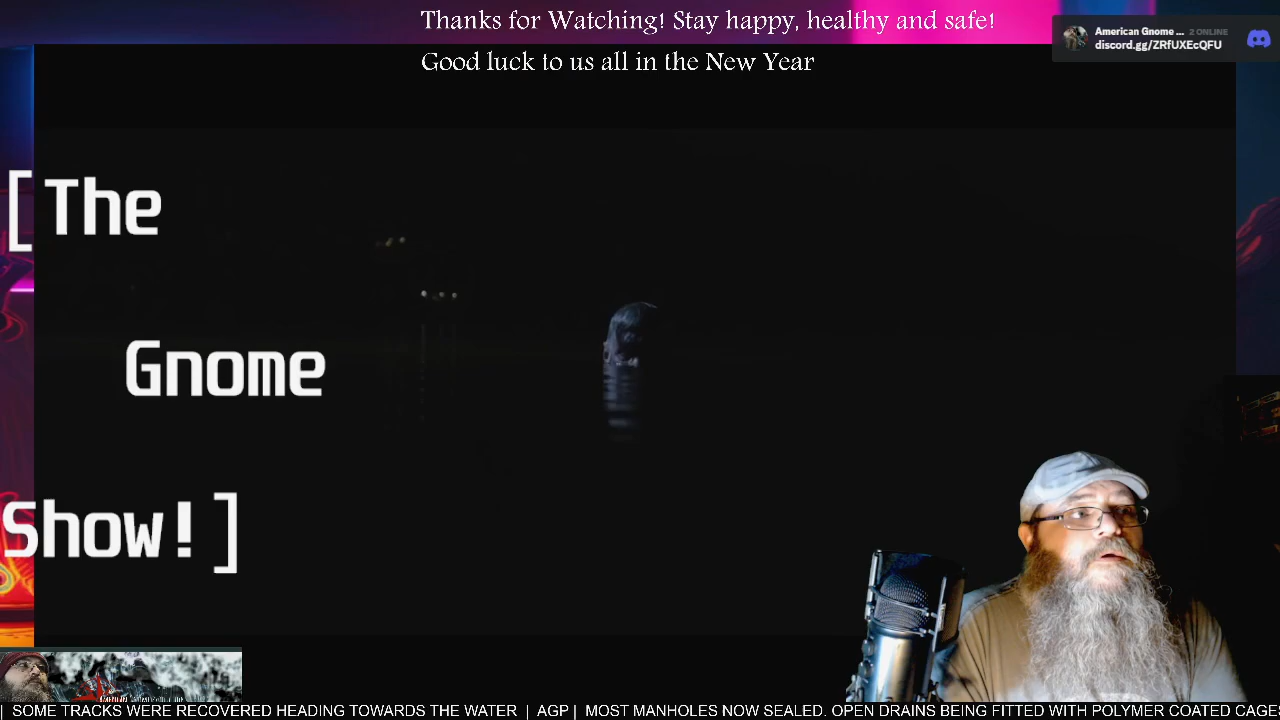 Thanks for Watching! Stay happy, healthy and safe!
Good luck to us all in the New Year
American Gnome ... 2 ONLINE
discord.gg/ZRfUXEcQFU
[The
Gnome
Show!]
| SOME TRACKS WERE RECOVERED HEADING TOWARDS THE WATER | AGP | MOST MANHOLES NOW SEALED. OPEN DRAINS BEING FITTED WITH POLYMER COATED CAGE